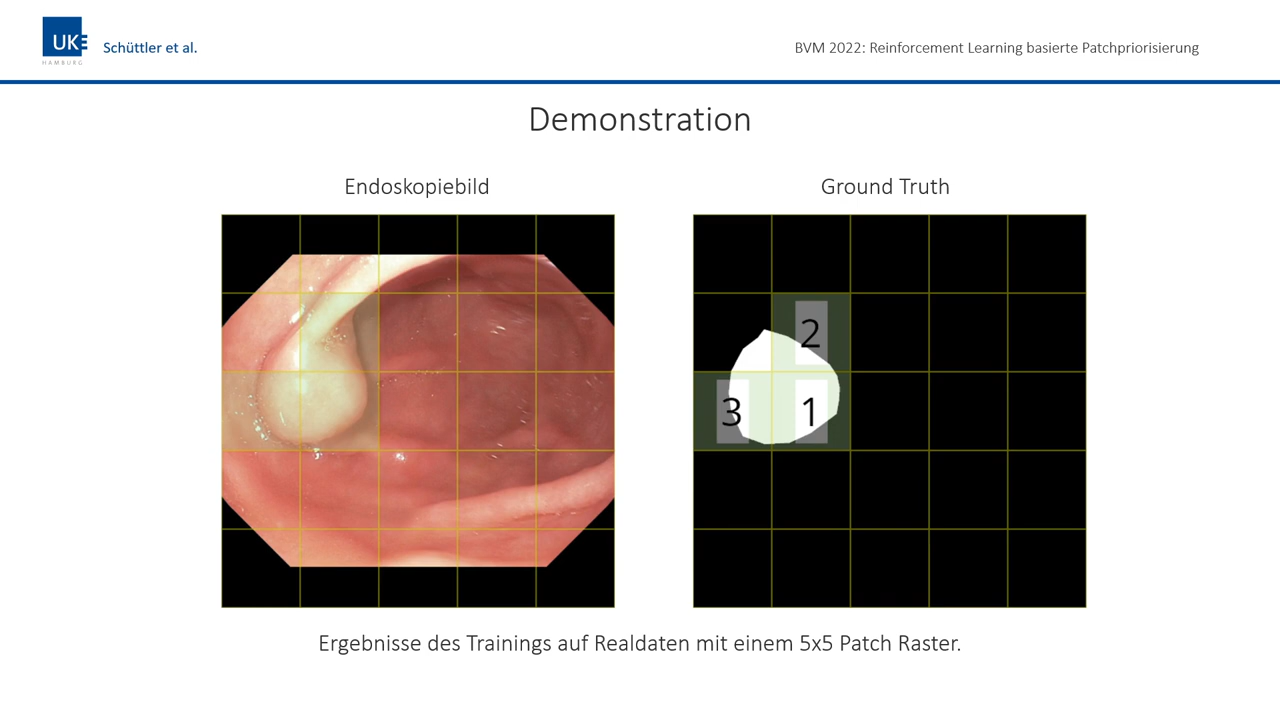 UKE
HAMBURG
Schüttler et al.
BVM 2022: Reinforcement Learning basierte Patchpriorisierung
Demonstration
Endoskopiebild
Ground Truth
2
3
1
Ergebnisse des Trainings auf Realdaten mit einem 5x5 Patch Raster.